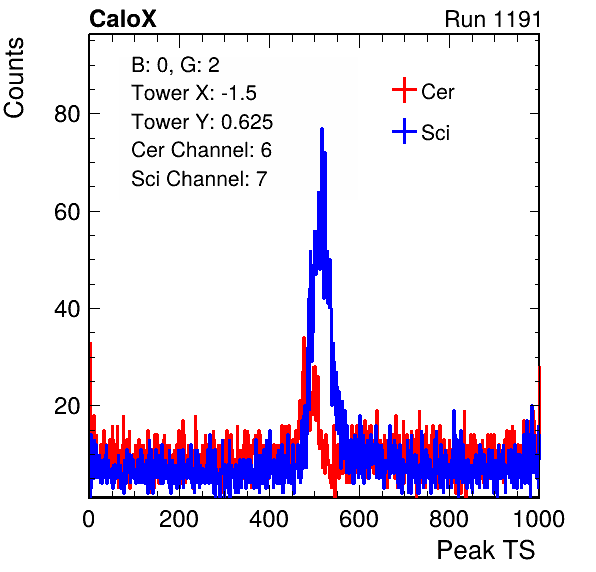 CaloX Run 1191
Counts
B: 0, G: 2
Tower X: -1.5
Tower Y: 0.625
Cer Channel: 6
Sci Channel: 7
Cer
Sci
80
60
40
20
0 200 400 600 800 1000
Peak TS